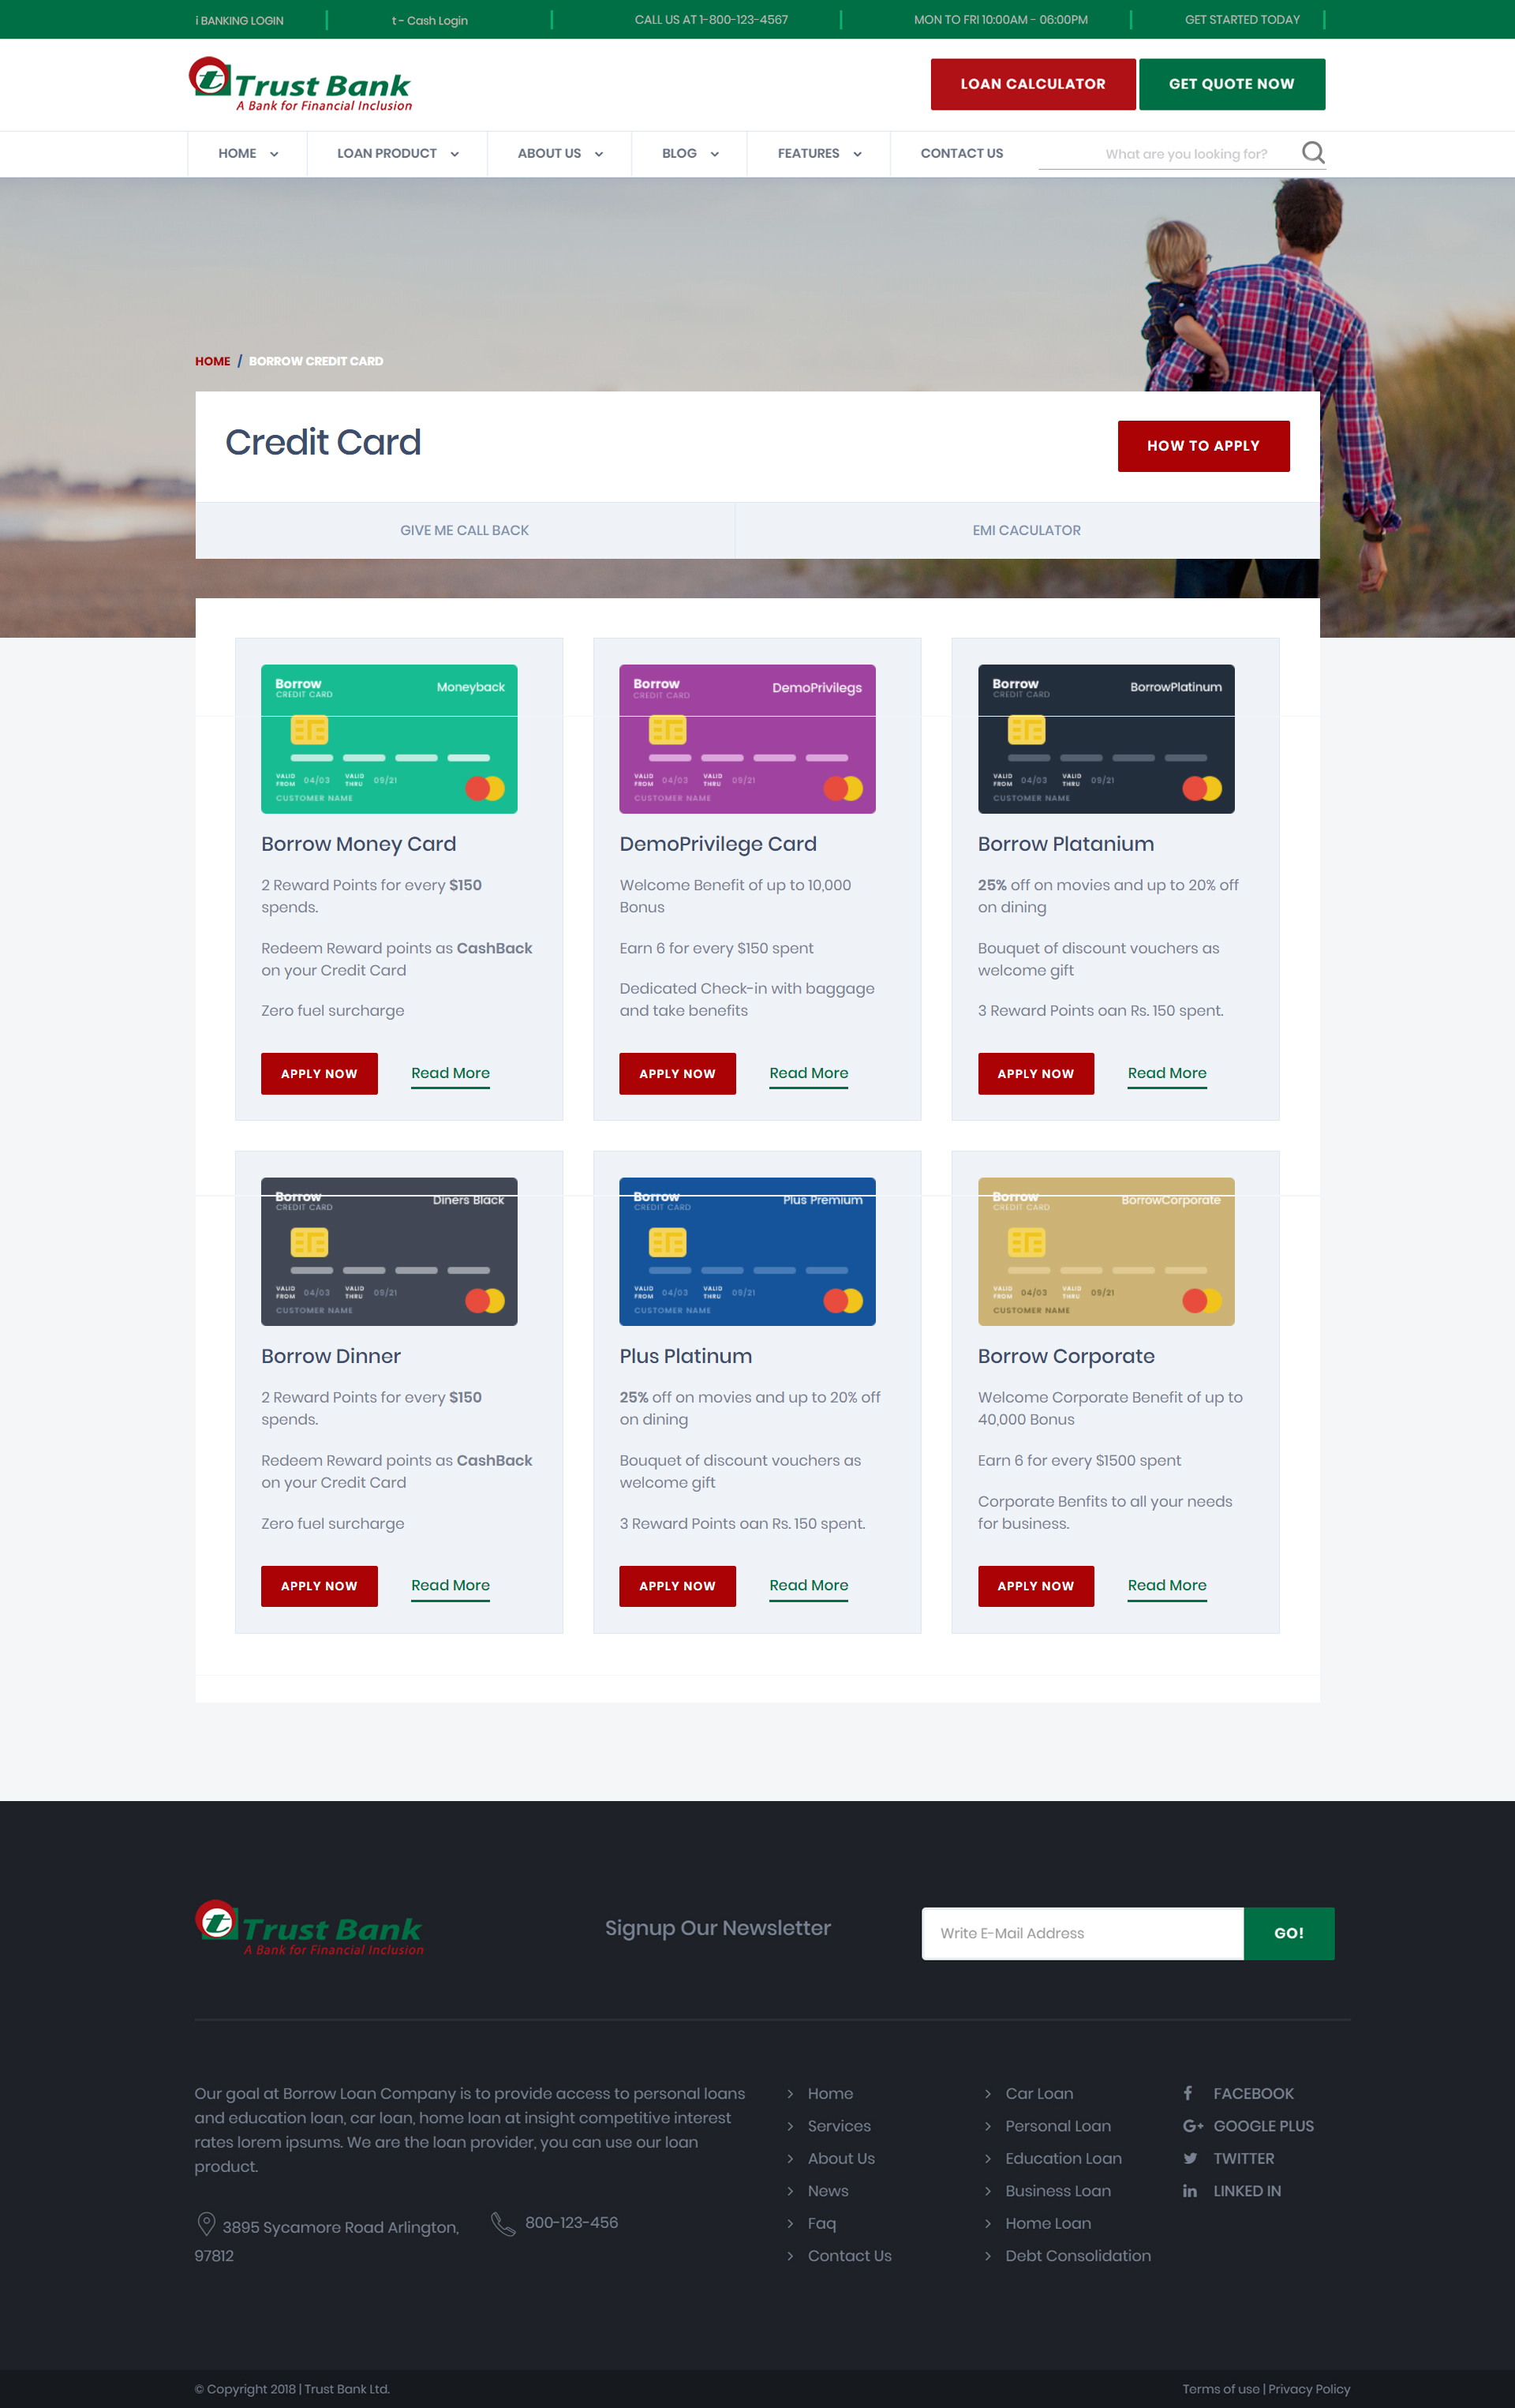 i BANKING LOGIN
t - Cash Login
CALL US AT 1-800-123-4567
MON TO FRI 10:00AM - 06:00PM
GET STARTED TODAY
t Trust Bank
A Bank for Financial Inclusion
LOAN CALCULATOR
GET QUOTE NOW
HOME
LOAN PRODUCT
ABOUT US
BLOG
FEATURES
CONTACT US
What are you looking for?
HOME / BORROW CREDIT CARD
Credit Card
HOW TO APPLY
GIVE ME CALL BACK
EMI CACULATOR
Borrow
CREDIT CARD
Moneyback
VALID FROM 04/03 VALID THRU 09/21
CUSTOMER NAME
Borrow Money Card
2 Reward Points for every $150
spends.
Redeem Reward points as CashBack
on your Credit Card
Zero fuel surcharge
APPLY NOW
Read More
Borrow
CREDIT CARD
DemoPrivilegs
VALID FROM 04/03 VALID THRU 09/21
CUSTOMER NAME
DemoPrivilege Card
Welcome Benefit of up to 10,000
Bonus
Earn 6 for every $150 spent
Dedicated Check-in with baggage
and take benefits
APPLY NOW
Read More
Borrow
CREDIT CARD
BorrowPlatinum
VALID FROM 04/03 VALID THRU 09/21
CUSTOMER NAME
Borrow Platanium
25% off on movies and up to 20% off
on dining
Bouquet of discount vouchers as
welcome gift
3 Reward Points oan Rs. 150 spent.
APPLY NOW
Read More
Borrow
CREDIT CARD
Diners Black
VALID FROM 04/03 VALID THRU 09/21
CUSTOMER NAME
Borrow Dinner
2 Reward Points for every $150
spends.
Redeem Reward points as CashBack
on your Credit Card
Zero fuel surcharge
APPLY NOW
Read More
Borrow
CREDIT CARD
Plus Premium
VALID FROM 04/03 VALID THRU 09/21
CUSTOMER NAME
Plus Platinum
25% off on movies and up to 20% off
on dining
Bouquet of discount vouchers as
welcome gift
3 Reward Points oan Rs. 150 spent.
APPLY NOW
Read More
Borrow
CREDIT CARD
BorrowCorporate
VALID FROM 04/03 VALID THRU 09/21
CUSTOMER NAME
Borrow Corporate
Welcome Corporate Benefit of up to
40,000 Bonus
Earn 6 for every $1500 spent
Corporate Benfits to all your needs
for business.
APPLY NOW
Read More
t Trust Bank
A Bank for Financial Inclusion
Signup Our Newsletter
Write E-Mail Address
GO!
Our goal at Borrow Loan Company is to provide access to personal loans
and education loan, car loan, home loan at insight competitive interest
rates lorem ipsums. We are the loan provider, you can use our loan
product.
3895 Sycamore Road Arlington,
97812
800-123-456
Home
Services
About Us
News
Faq
Contact Us
Car Loan
Personal Loan
Education Loan
Business Loan
Home Loan
Debt Consolidation
FACEBOOK
GOOGLE PLUS
TWITTER
LINKED IN
© Copyright 2018 | Trust Bank Ltd.
Terms of use | Privacy Policy